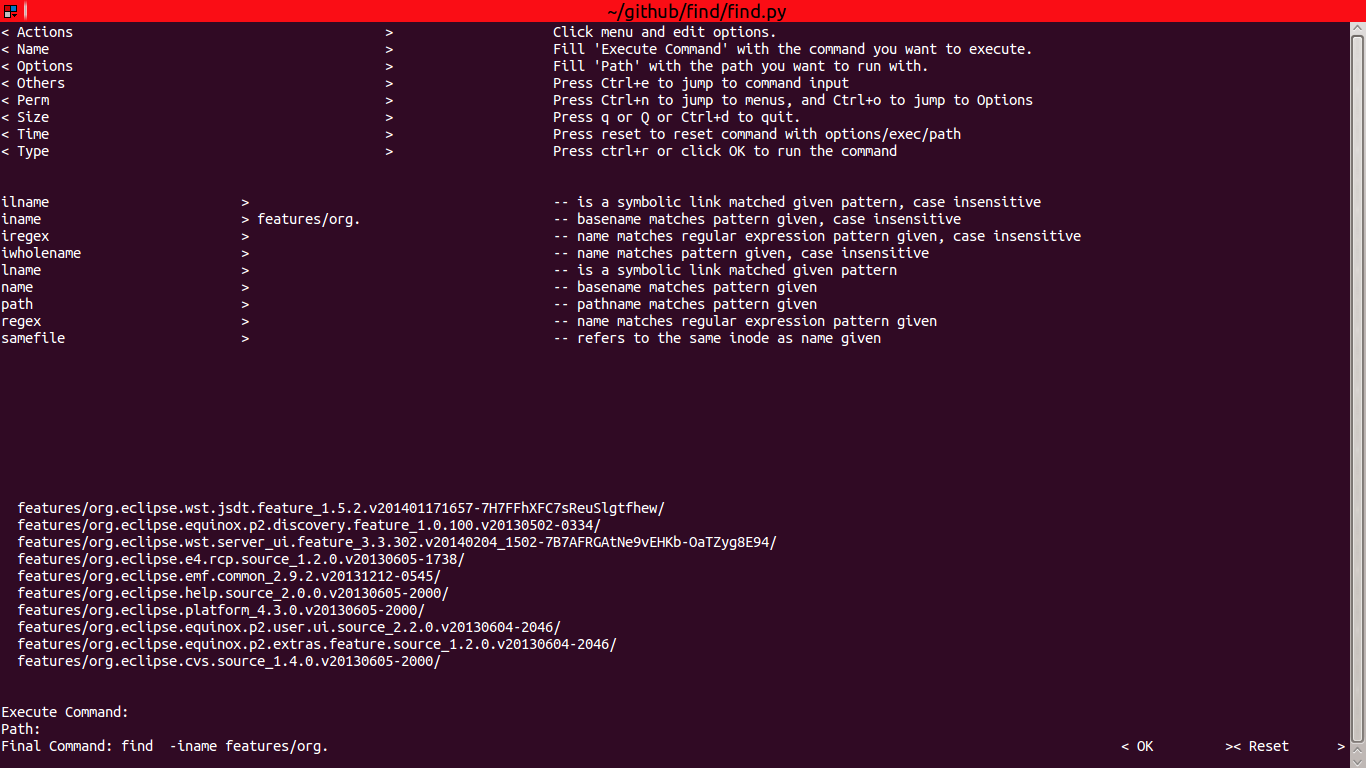 ~/github/find/find.py
< Actions > Click menu and edit options.
< Name > Fill 'Execute Command' with the command you want to execute.
< Options > Fill 'Path' with the path you want to run with.
< Others > Press Ctrl+e to jump to command input
< Perm > Press Ctrl+n to jump to menus, and Ctrl+o to jump to Options
< Size > Press q or Q or Ctrl+d to quit.
< Time > Press reset to reset command with options/exec/path
< Type > Press ctrl+r or click OK to run the command
ilname > -- is a symbolic link matched given pattern, case insensitive
iname > features/org. -- basename matches pattern given, case insensitive
iregex > -- name matches regular expression pattern given, case insensitive
iwholename > -- name matches pattern given, case insensitive
lname > -- is a symbolic link matched given pattern
name > -- basename matches pattern given
path > -- pathname matches pattern given
regex > -- name matches regular expression pattern given
samefile > -- refers to the same inode as name given
features/org.eclipse.wst.jsdt.feature_1.5.2.v201401171657-7H7FFhXFC7sReuSlgtfhew/
features/org.eclipse.equinox.p2.discovery.feature_1.0.100.v20130502-0334/
features/org.eclipse.wst.server_ui.feature_3.3.302.v20140204_1502-7B7AFRGAtNe9vEHKb-OaTZyg8E94/
features/org.eclipse.e4.rcp.source_1.2.0.v20130605-1738/
features/org.eclipse.emf.common_2.9.2.v20131212-0545/
features/org.eclipse.help.source_2.0.0.v20130605-2000/
features/org.eclipse.platform_4.3.0.v20130605-2000/
features/org.eclipse.equinox.p2.user.ui.source_2.2.0.v20130604-2046/
features/org.eclipse.equinox.p2.extras.feature.source_1.2.0.v20130604-2046/
features/org.eclipse.cvs.source_1.4.0.v20130605-2000/
Execute Command:
Path:
Final Command: find  -iname features/org. < OK >< Reset >